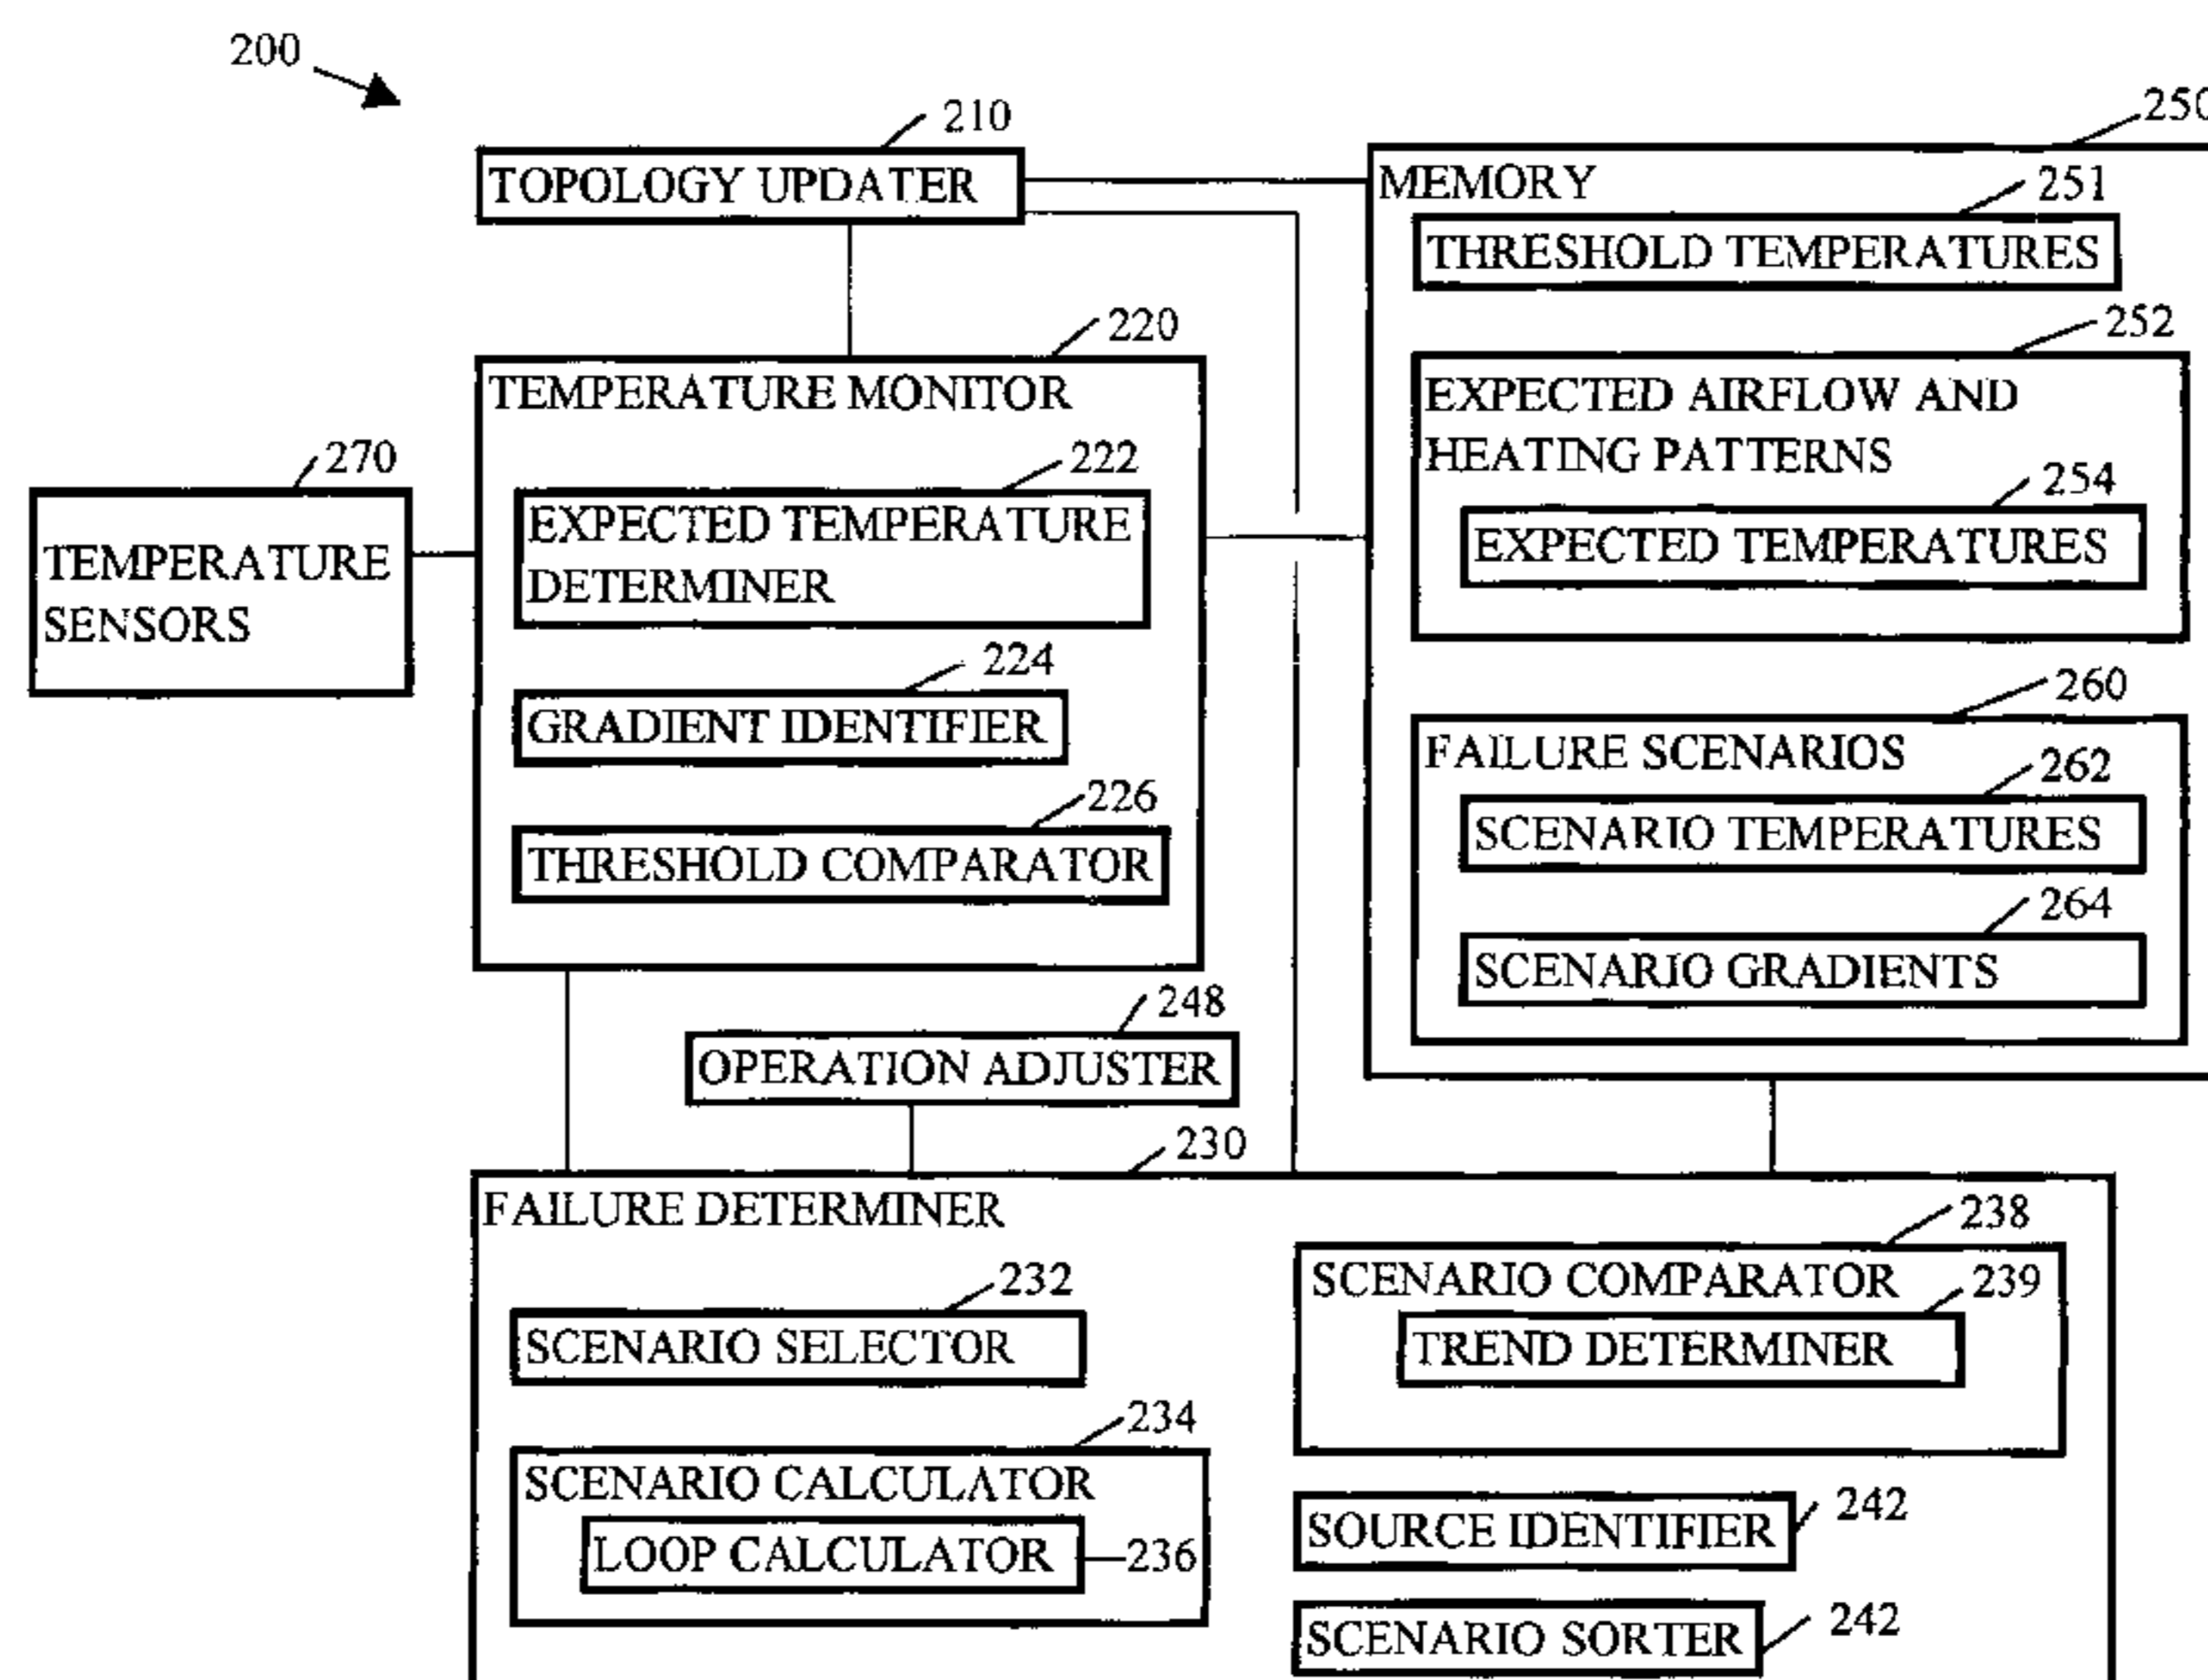 200
210
TOPOLOGY UPDATER
250
MEMORY
251
THRESHOLD TEMPERATURES
252
EXPECTED AIRFLOW AND
HEATING PATTERNS
254
EXPECTED TEMPERATURES
260
FAILURE SCENARIOS
262
SCENARIO TEMPERATURES
264
SCENARIO GRADIENTS
220
TEMPERATURE MONITOR
222
EXPECTED TEMPERATURE
DETERMINER
224
GRADIENT IDENTIFIER
226
THRESHOLD COMPARATOR
270
TEMPERATURE
SENSORS
248
OPERATION ADJUSTER
230
FAILURE DETERMINER
232
SCENARIO SELECTOR
234
SCENARIO CALCULATOR
LOOP CALCULATOR
236
238
SCENARIO COMPARATOR
239
TREND DETERMINER
SOURCE IDENTIFIER
242
SCENARIO SORTER
242